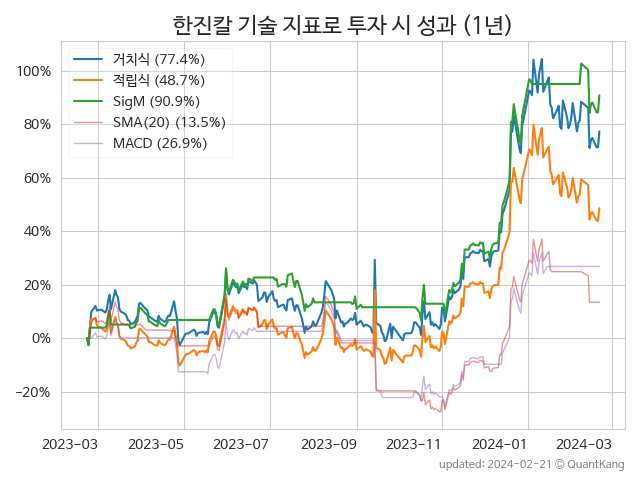 한진칼 기술 지표로 투자 시 성과 (1년)
거치식 (77.4%)
적립식 (48.7%)
SigM (90.9%)
SMA(20) (13.5%)
MACD (26.9%)
100%
80%
60%
40%
20%
0%
−20%
2023-03 2023-05 2023-07 2023-09 2023-11 2024-01 2024-03
updated: 2024-02-21 © QuantKang